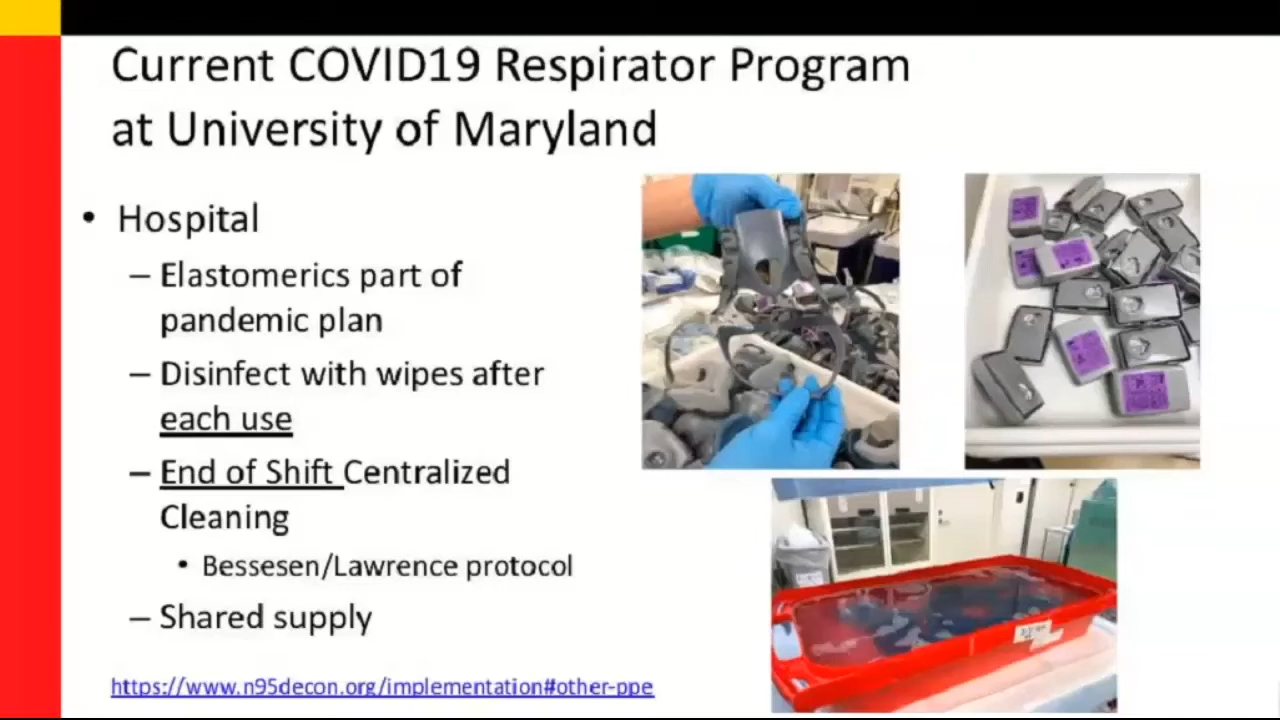 Current COVID19 Respirator Program
at University of Maryland
• Hospital
– Elastomerics part of
pandemic plan
– Disinfect with wipes after
each use
– End of Shift Centralized
Cleaning
• Bessesen/Lawrence protocol
– Shared supply
https://www.n95decon.org/implementation#other-ppe